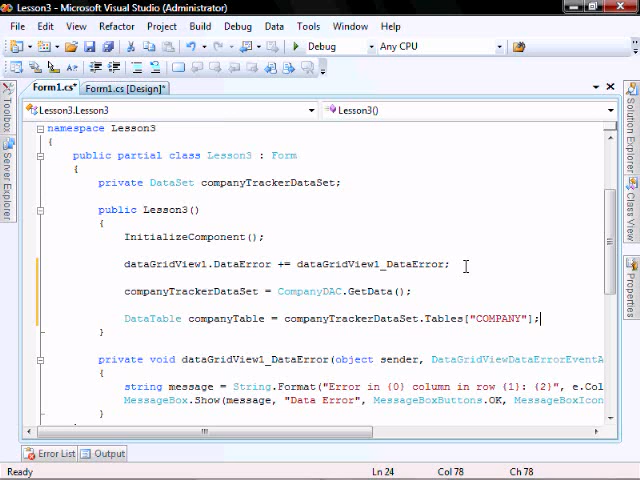 Lesson3 - Microsoft Visual Studio (Administrator)
File Edit View Refactor Project Build Debug Data Tools Test Window Help
Debug Any CPU
Form1.cs* Form1.cs [Design]*
Toolbox
Server Explorer
Lesson3.Lesson3 Lesson3()
namespace Lesson3
{
public partial class Lesson3 : Form
{
private DataSet companyTrackerDataSet;
public Lesson3()
{
InitializeComponent();
dataGridView1.DataError += dataGridView1_DataError;
companyTrackerDataSet = CompanyDAC.GetData();
DataTable companyTable = companyTrackerDataSet.Tables["COMPANY"];
}
private void dataGridView1_DataError(object sender, DataGridViewDataErrorEventA
{
string message = String.Format("Error in {0} column in row {1}: {2}", e.Col
MessageBox.Show(message, "Data Error", MessageBoxButtons.OK, MessageBoxIcon
}
Solution Explorer
Class View
Properties
Error List Output
Ready Ln 24 Col 78 Ch 78